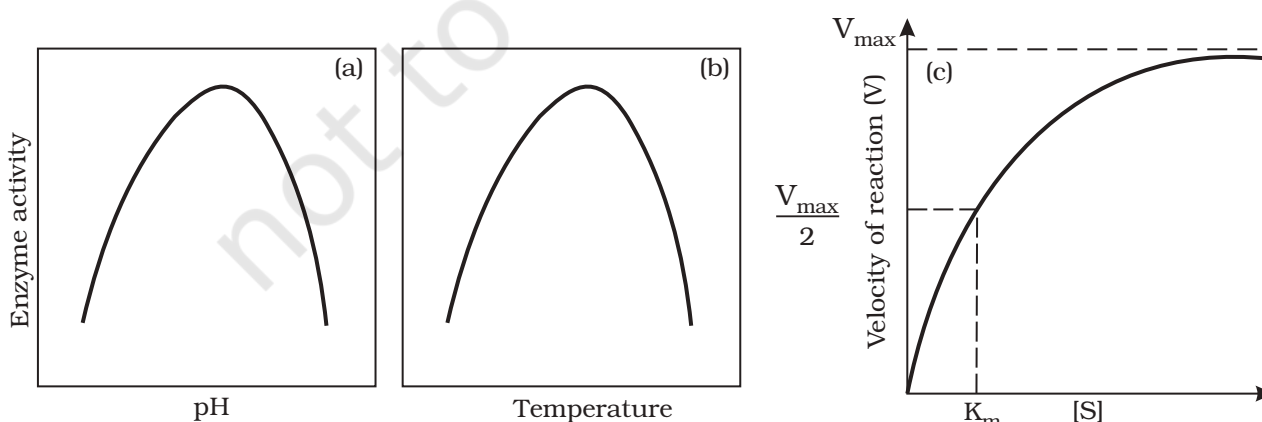 (a)
Enzyme activity
pH
(b)
Temperature
V_max
(c)
Velocity of reaction (V)
V_max
2
K_m
[S]
not to